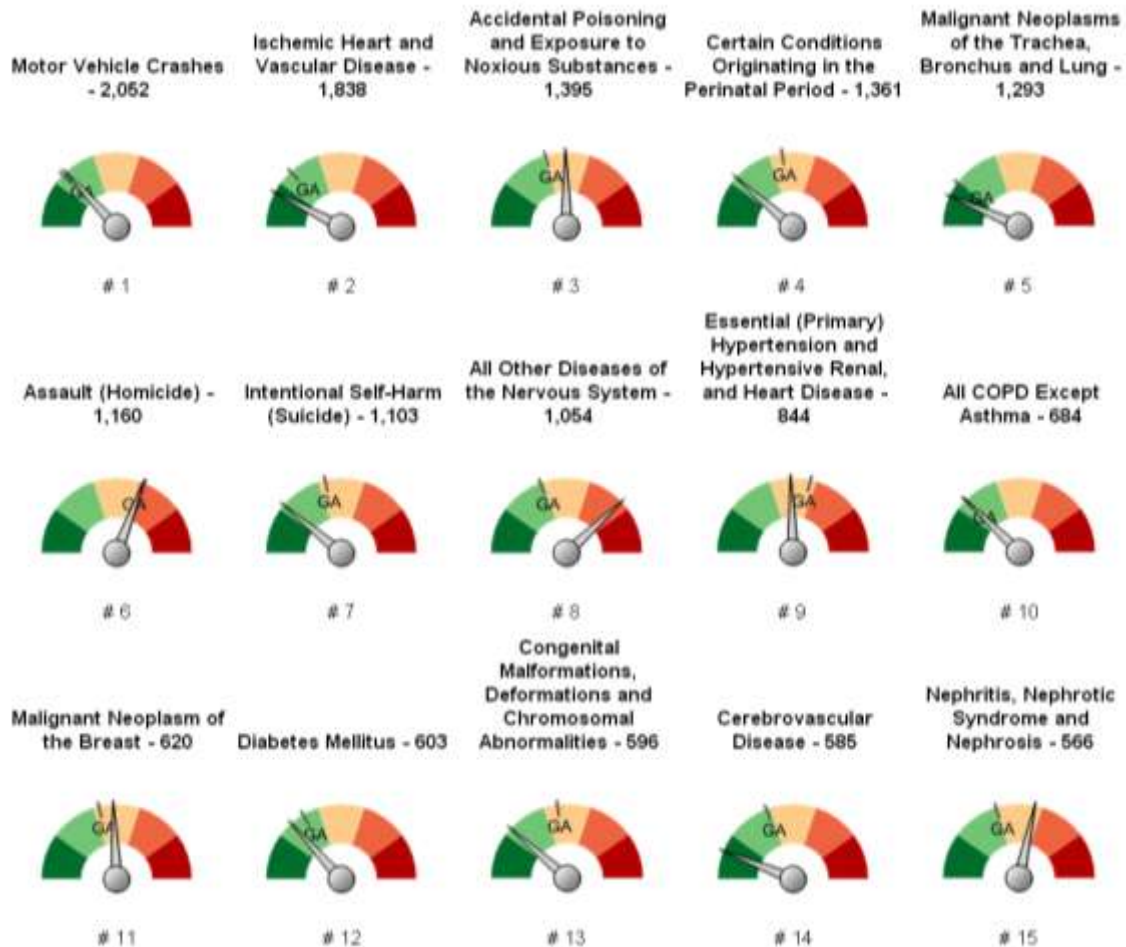 Motor Vehicle Crashes
- 2,052
Ischemic Heart and
Vascular Disease -
1,838
Accidental Poisoning
and Exposure to
Noxious Substances -
1,395
Certain Conditions
Originating in the
Perinatal Period - 1,361
Malignant Neoplasms
of the Trachea,
Bronchus and Lung -
1,293
GA
GA
GA
GA
GA
# 1
# 2
# 3
# 4
# 5
Assault (Homicide) -
1,160
Intentional Self-Harm
(Suicide) - 1,103
All Other Diseases of
the Nervous System -
1,054
Essential (Primary)
Hypertension and
Hypertensive Renal,
and Heart Disease -
844
All COPD Except
Asthma - 684
GA
GA
GA
GA
GA
# 6
# 7
# 8
# 9
# 10
Malignant Neoplasm of
the Breast - 620
Diabetes Mellitus - 603
Congenital
Malformations,
Deformations and
Chromosomal
Abnormalities - 596
Cerebrovascular
Disease - 585
Nephritis, Nephrotic
Syndrome and
Nephrosis - 566
GA
GA
GA
GA
GA
# 11
# 12
# 13
# 14
# 15